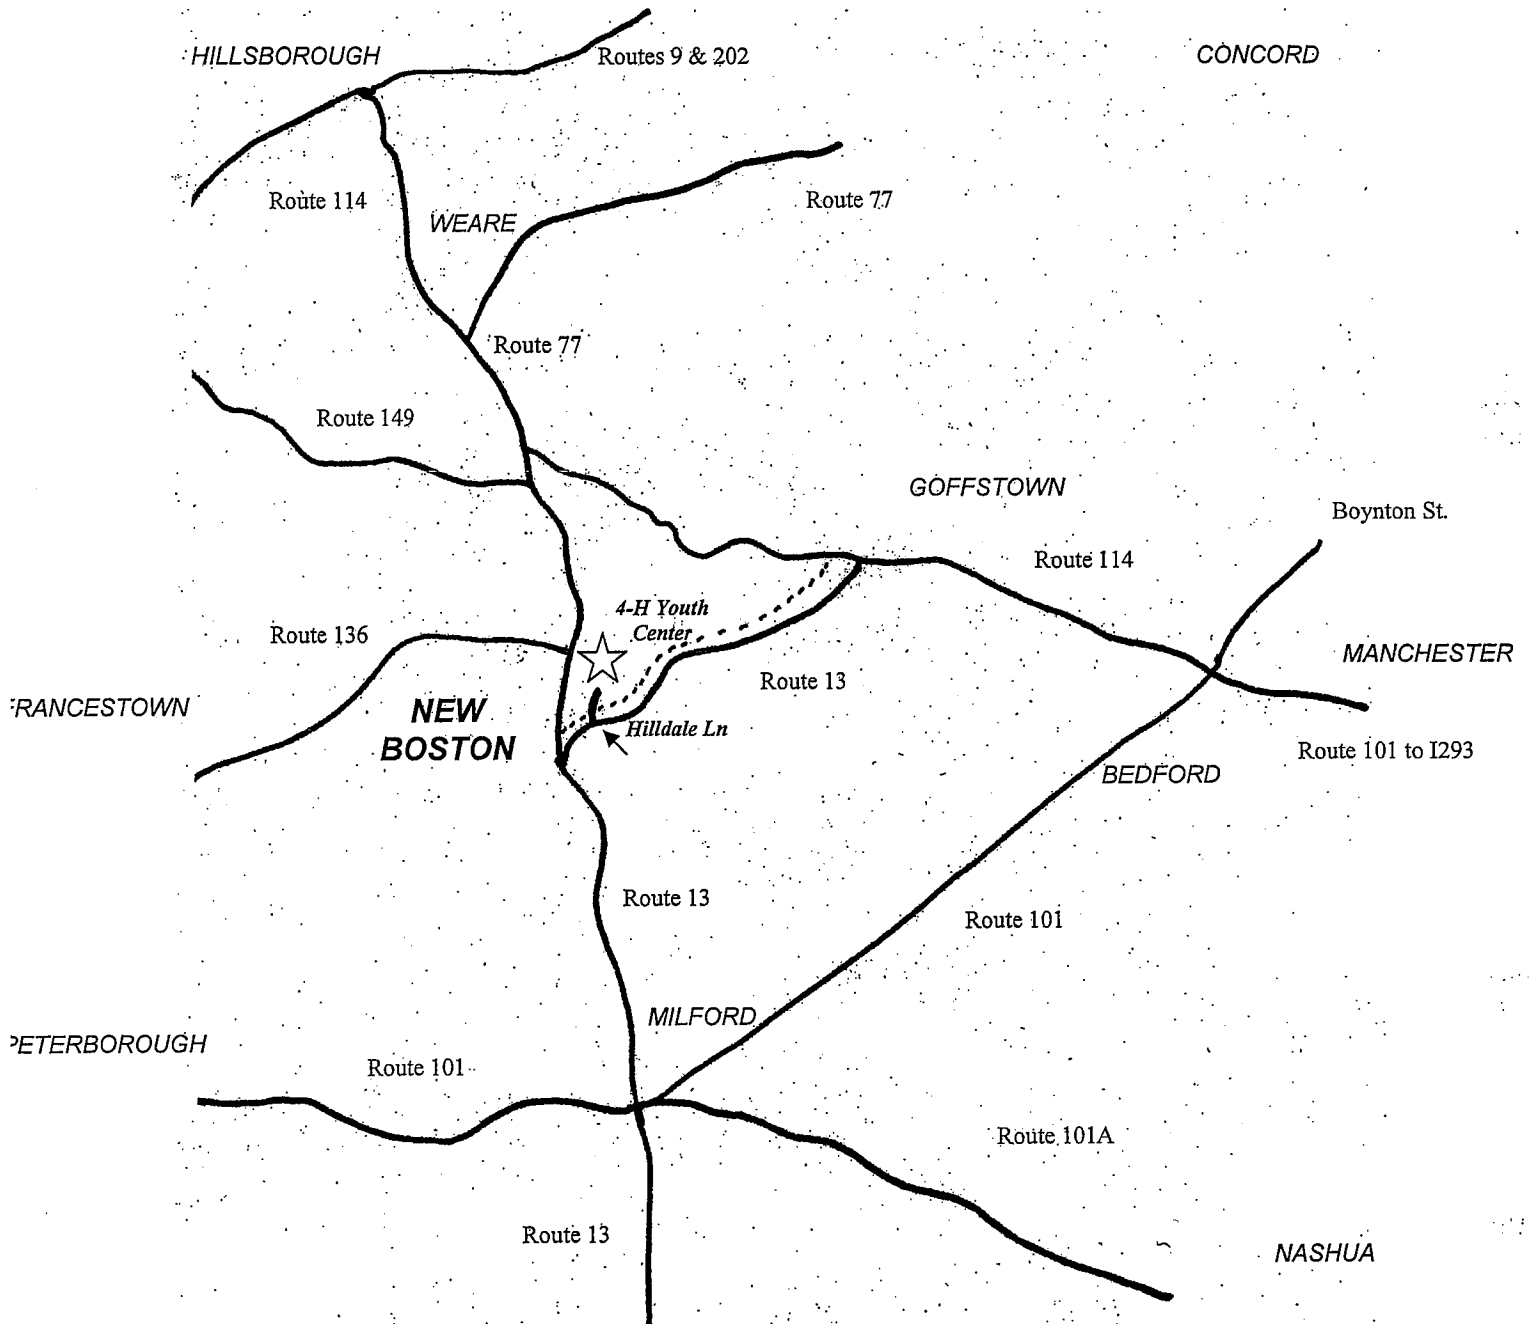 HILLSBOROUGH
Routes 9 & 202
CONCORD
Route 114
WEARE
Route 77
Route 77
Route 149
GOFFSTOWN
Boynton St.
Route 114
4-H Youth
Center
Route 136
MANCHESTER
Route 13
FRANCESTOWN
NEW
BOSTON
Hilldale Ln
Route 101 to I293
BEDFORD
Route 13
Route 101
MILFORD
PETERBOROUGH
Route 101
Route 101A
Route 13
NASHUA